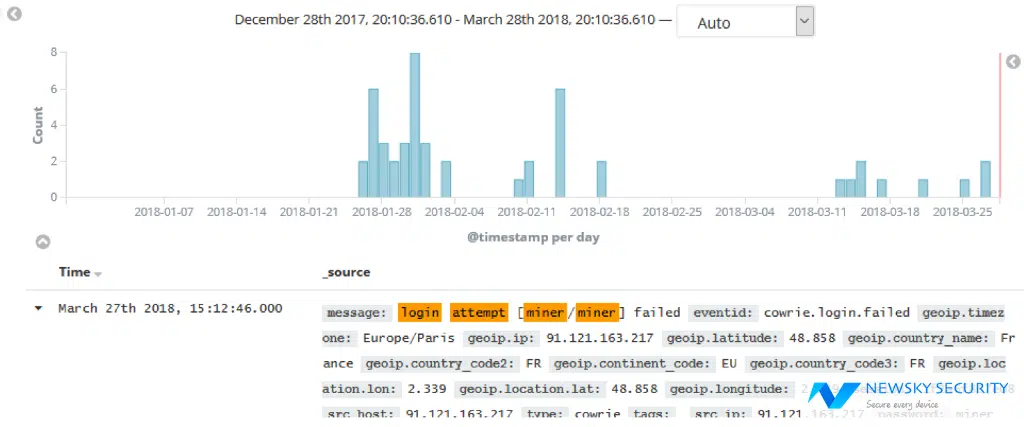 December 28th 2017, 20:10:36.610 - March 28th 2018, 20:10:36.610 — Auto
8
6
4
2
0
Count
2018-01-07 2018-01-14 2018-01-21 2018-01-28 2018-02-04 2018-02-11 2018-02-18 2018-02-25 2018-03-04 2018-03-11 2018-03-18 2018-03-25
@timestamp per day
Time _source
March 27th 2018, 15:12:46.000 message: login attempt [miner/miner] failed eventid: cowrie.login.failed geoip.timez
one: Europe/Paris geoip.ip: 91.121.163.217 geoip.latitude: 48.858 geoip.country_name: Fr
ance geoip.country_code2: FR geoip.continent_code: EU geoip.country_code3: FR geoip.loc
ation.lon: 2.339 geoip.location.lat: 48.858 geoip.longitude:
src_host: 91.121.163.217 type: cowrie tags: src_ip: 91.121.163.217 password: miner
NEWSKY SECURITY
Secure every device